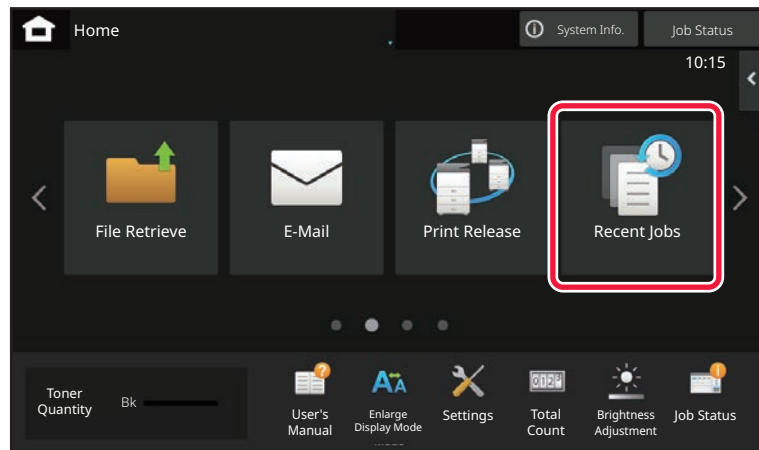 Home
System Info.
Job Status
10:15
File Retrieve
E-Mail
Print Release
Recent Jobs
Toner
Quantity
Bk
User's
Manual
Enlarge
Display Mode
Settings
Total
Count
Brightness
Adjustment
Job Status